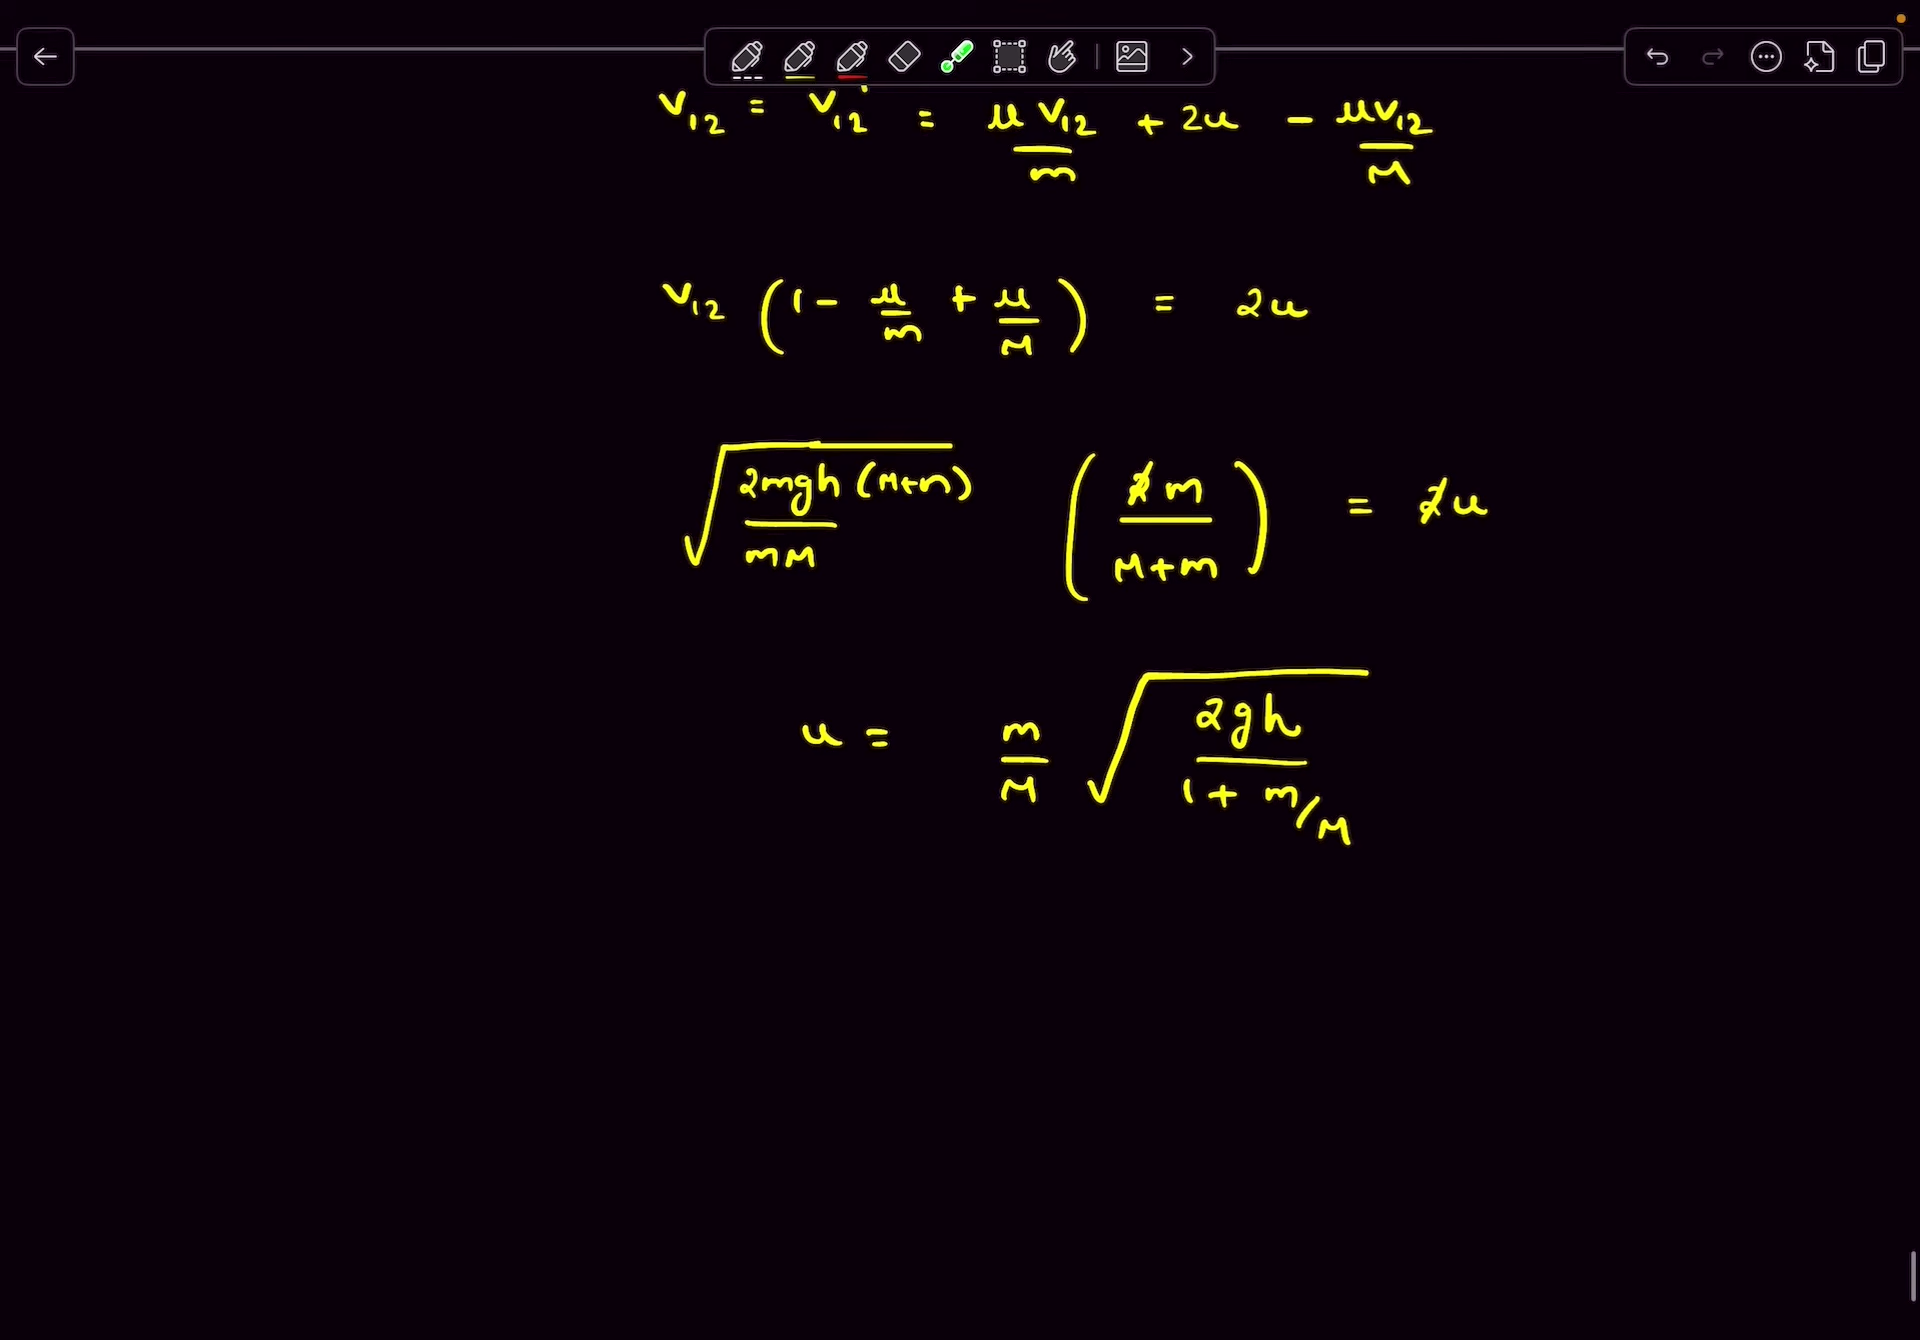 v₁₂ = v₁₂' = μ v₁₂/m + 2u − μv₁₂/M
v₁₂ (1 − μ/m + μ/M) = 2u
√(2mgh (M+m)/mM) (2m/M+m) = 2u
u = m/M √(2gh/1 + m/M)